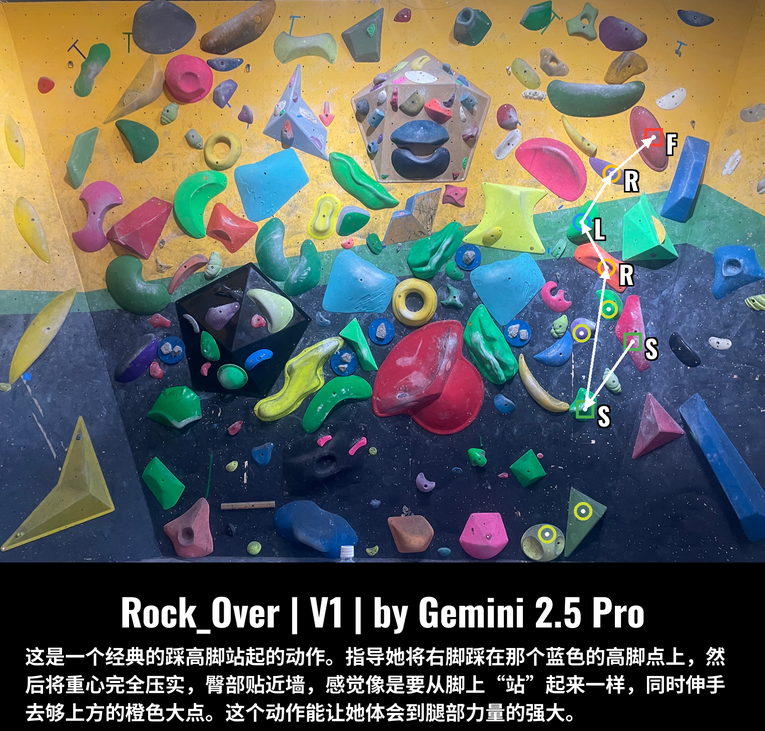 F
R
L
R
S
S
Rock_Over | V1 | by Gemini 2.5 Pro
这是一个经典的踩高脚站起的动作。指导她将右脚踩在那个蓝色的高脚点上，然
后将重心完全压实，臀部贴近墙，感觉像是要从脚上“站”起来一样，同时伸手
去够上方的橙色大点。这个动作能让她体会到腿部力量的强大。